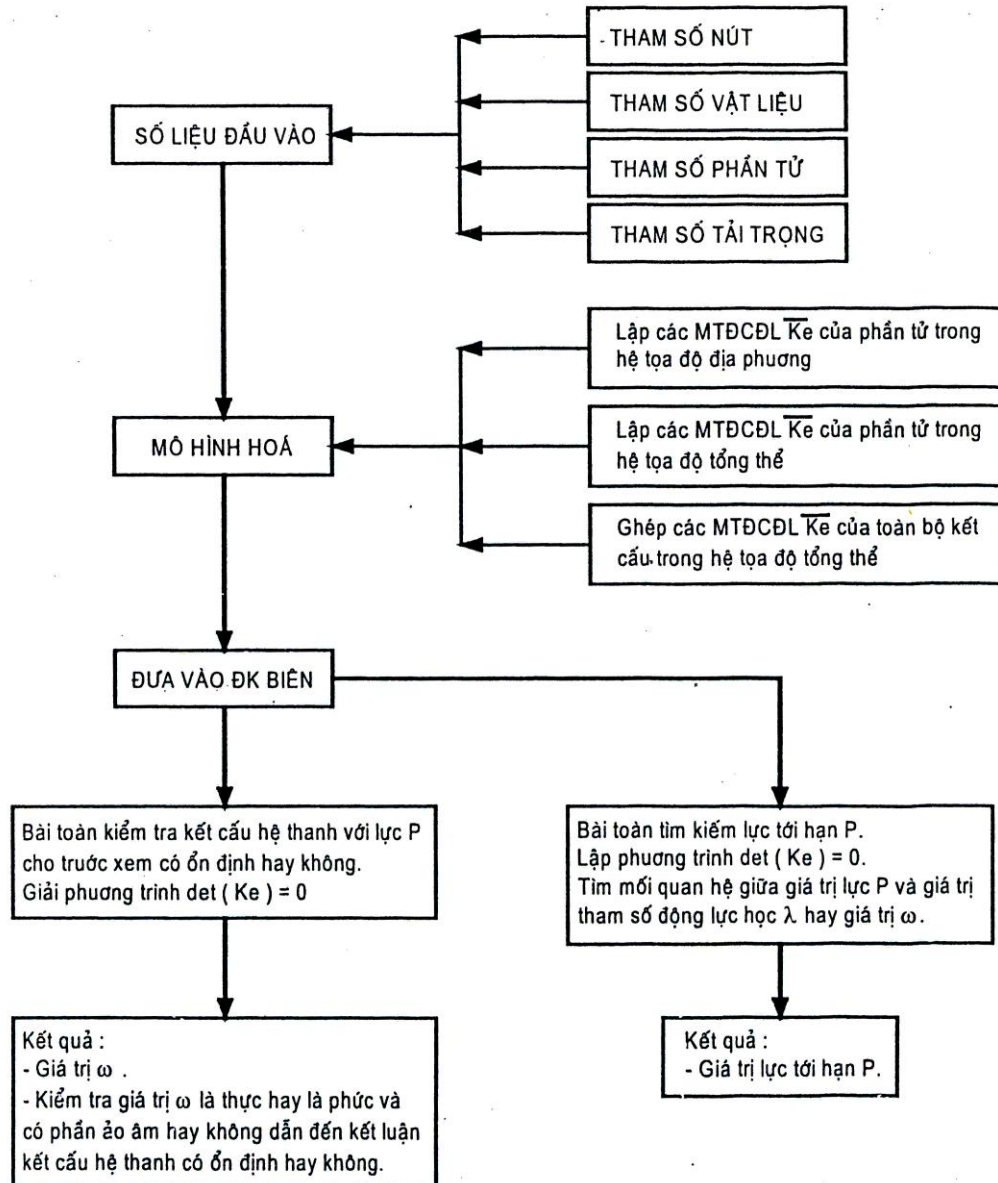 - THAM SỐ NÚT
THAM SỐ VẬT LIỆU
SỐ LIỆU ĐẦU VÀO
THAM SỐ PHẦN TỬ
THAM SỐ TẢI TRỌNG
Lập các MTĐCĐL K̅e̅ của phần tử trong
hệ tọa độ địa phuơng
MÔ HÌNH HOÁ
Lập các MTĐCĐL K̅e̅ của phần tử trong
hệ tọa độ tổng thể
Ghép các MTĐCĐL K̅e̅ của toàn bộ kết
cấu trong hệ tọa độ tổng thể
ĐƯA VÀO ĐK BIÊN
Bài toàn kiểm tra kết cấu hệ thanh với lực P
cho truớc xem có ổn định hay không.
Giải phuơng trình det ( Ke ) = 0
Bài toàn tìm kiếm lực tới hạn P.
Lập phương trình det ( Ke ) = 0.
Tìm mối quan hệ giữa giá trị lực P và giá trị
tham số động lực học λ hay giá trị ω.
Kết quả :
- Giá trị ω .
- Kiểm tra giá trị ω là thực hay là phức và
có phần ảo âm hay không dẫn đến kết luận
kết cấu hệ thanh có ổn định hay không.
Kết quả :
- Giá trị lực tới hạn P.